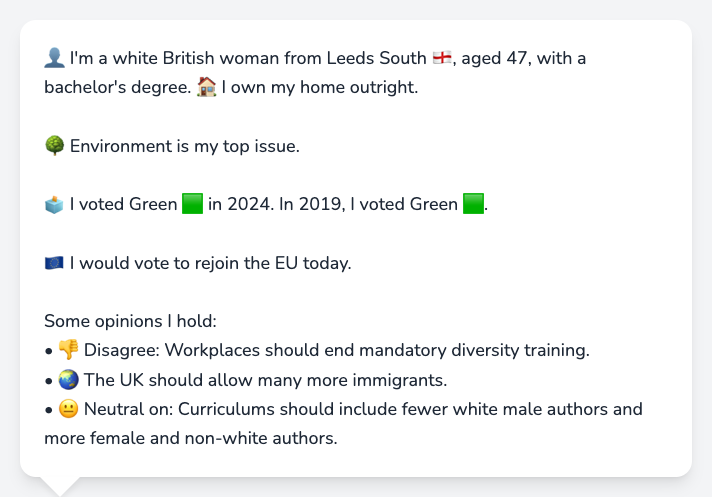 👤 I'm a white British woman from Leeds South 🏴󠁧󠁢󠁥󠁮󠁧󠁿, aged 47, with a
bachelor's degree. 🏠 I own my home outright.
🌳 Environment is my top issue.
🗳️ I voted Green 🟩 in 2024. In 2019, I voted Green 🟩.
🇪🇺 I would vote to rejoin the EU today.
Some opinions I hold:
• 👎 Disagree: Workplaces should end mandatory diversity training.
• 🌏 The UK should allow many more immigrants.
• 😐 Neutral on: Curriculums should include fewer white male authors and
more female and non-white authors.